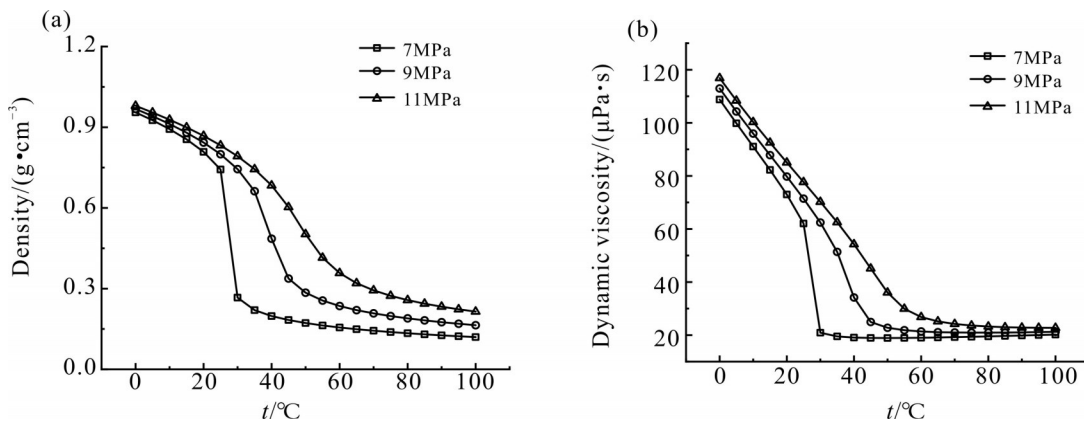 (a)
1.2
0.9
0.6
0.3
0.0
Density/(g•cm⁻³)
7MPa
9MPa
11MPa
0 20 40 60 80 100
t/°C
(b)
120
100
80
60
40
20
Dynamic viscosity/(μPa•s)
7MPa
9MPa
11MPa
0 20 40 60 80 100
t/°C